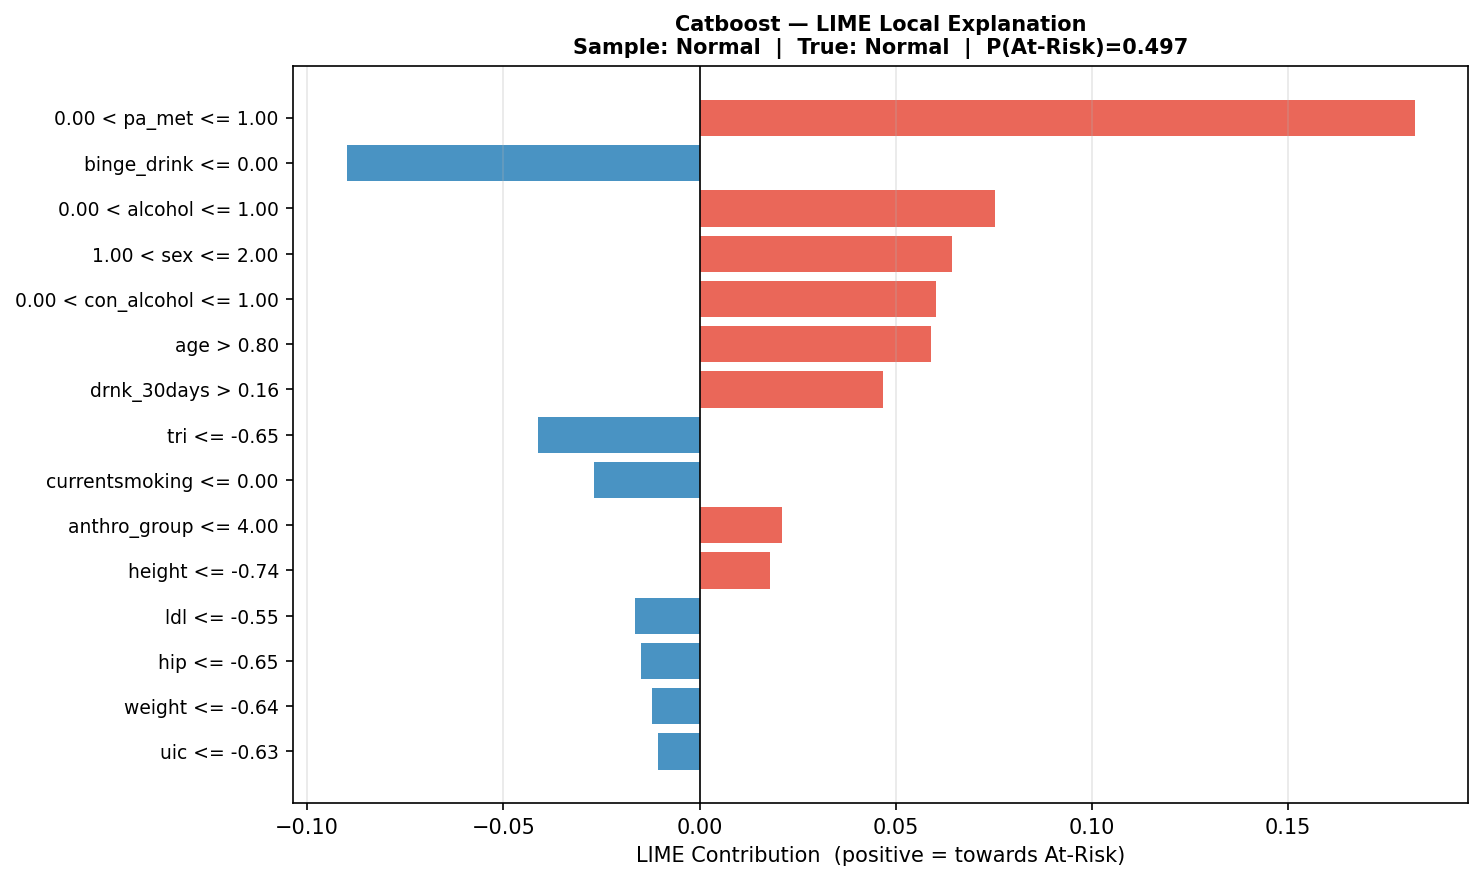 Catboost — LIME Local Explanation
Sample: Normal | True: Normal | P(At-Risk)=0.497
0.00 < pa_met <= 1.00
binge_drink <= 0.00
0.00 < alcohol <= 1.00
1.00 < sex <= 2.00
0.00 < con_alcohol <= 1.00
age > 0.80
drnk_30days > 0.16
tri <= -0.65
currentsmoking <= 0.00
anthro_group <= 4.00
height <= -0.74
ldl <= -0.55
hip <= -0.65
weight <= -0.64
uic <= -0.63
−0.10 −0.05 0.00 0.05 0.10 0.15
LIME Contribution (positive = towards At-Risk)